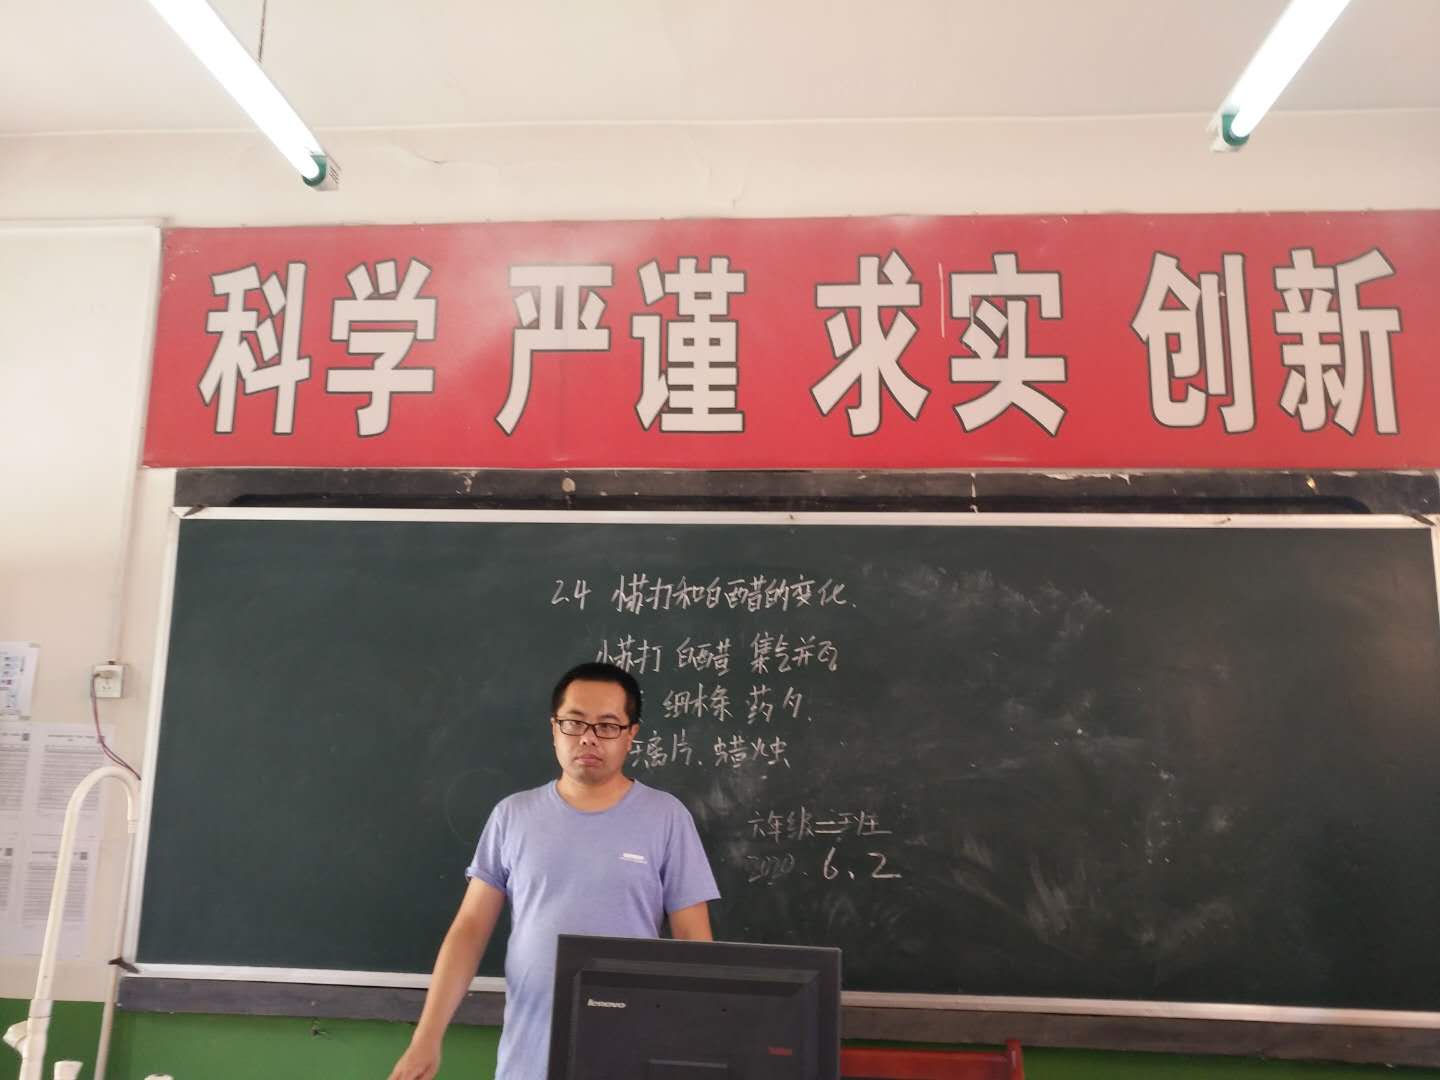 科学 严谨 求实 创新
2.4 小苏打和白醋的变化.
小苏打 白醋 集气瓶
细木条 药勺.
玻璃片、蜡烛
六年级二班
2020.6.2
lenovo